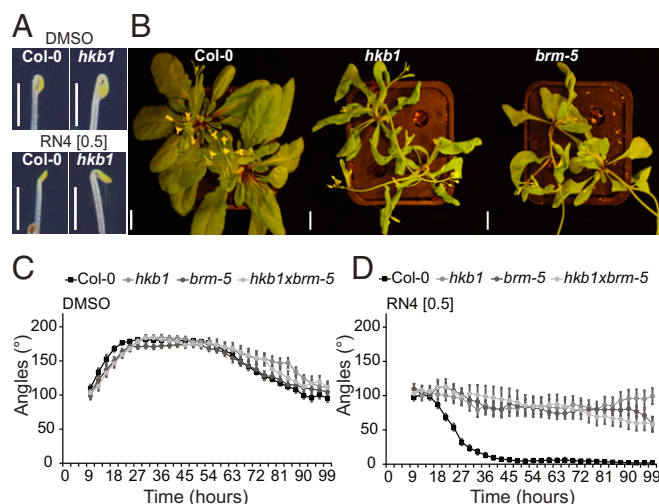 A
DMSO
Col-0 hkb1
RN4 [0.5]
Col-0 hkb1
B
Col-0 hkb1 brm-5
C
Col-0 hkb1 brm-5 hkb1xbrm-5
DMSO
Angles (°)
200
150
100
50
0
0 9 18 27 36 45 54 63 72 81 90 99
Time (hours)
D
Col-0 hkb1 brm-5 hkb1xbrm-5
RN4 [0.5]
Angles (°)
200
150
100
50
0
0 9 18 27 36 45 54 63 72 81 90 99
Time (hours)